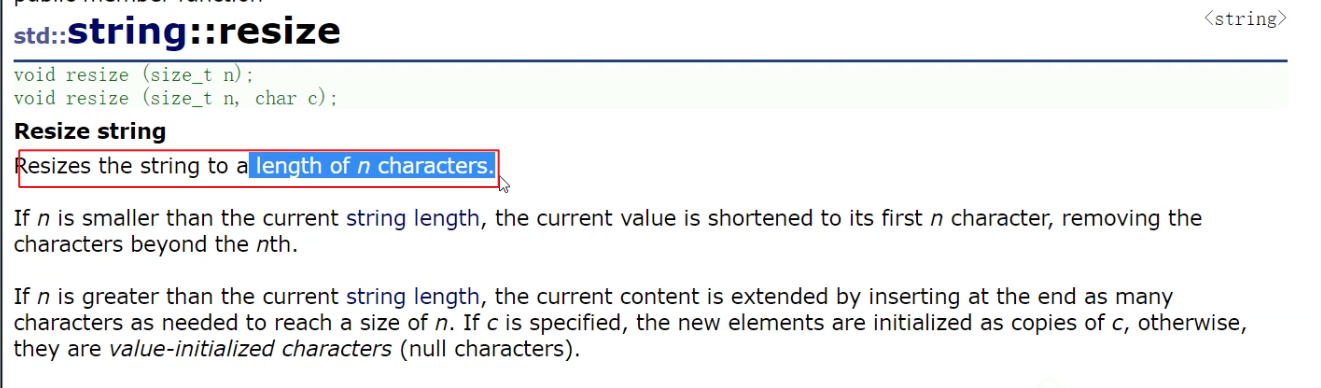 public member function
<string>
std::string::resize
void resize (size_t n);
void resize (size_t n, char c);
Resize string
Resizes the string to a length of n characters.
If n is smaller than the current string length, the current value is shortened to its first n character, removing the
characters beyond the nth.
If n is greater than the current string length, the current content is extended by inserting at the end as many
characters as needed to reach a size of n. If c is specified, the new elements are initialized as copies of c, otherwise,
they are value-initialized characters (null characters).